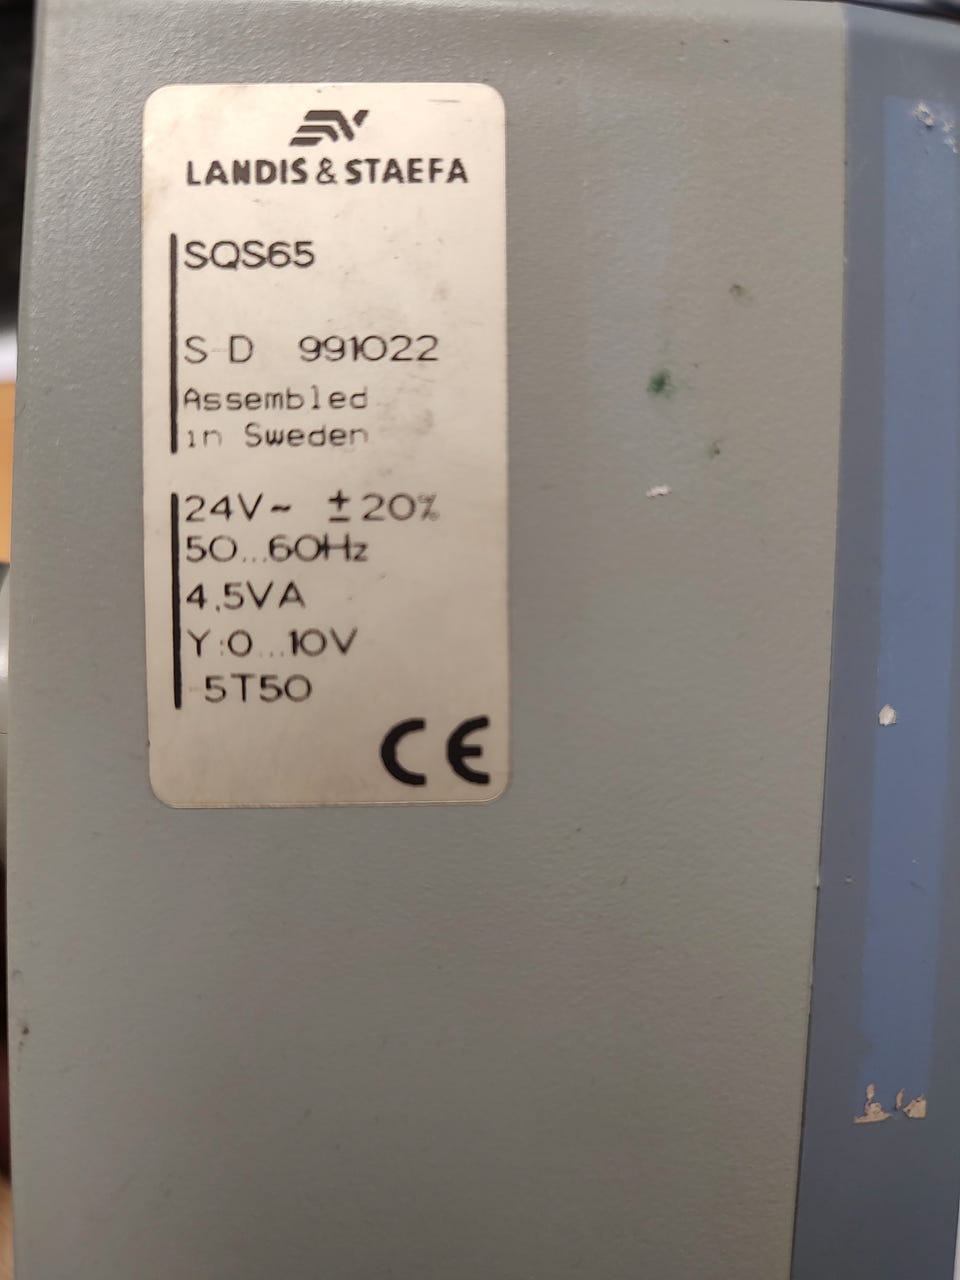 LANDIS & STAEFA
SQS65
S-D 991022
Assembled
in Sweden
24V~ ±20%
50...60Hz
4.5VA
Y:0...10V
-5T50
CE